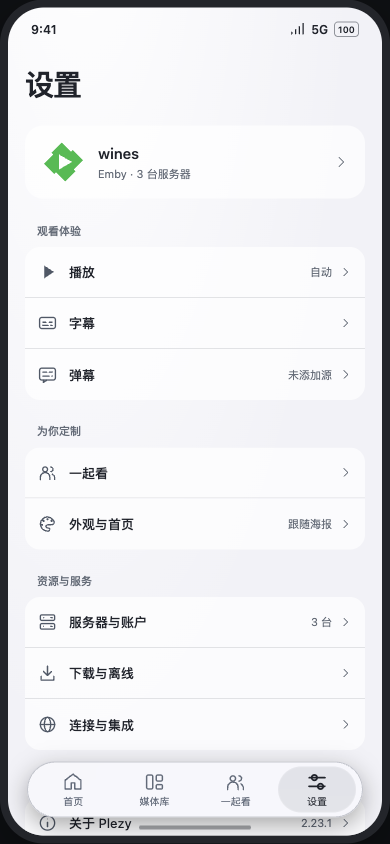 9:41 5G 100
设置
wines
Emby · 3 台服务器
观看体验
播放 自动
字幕
弹幕 未添加源
为你定制
一起看
外观与首页 跟随海报
资源与服务
服务器与账户 3 台
下载与离线
连接与集成
首页 媒体库 一起看 设置
关于 Plezy 2.23.1